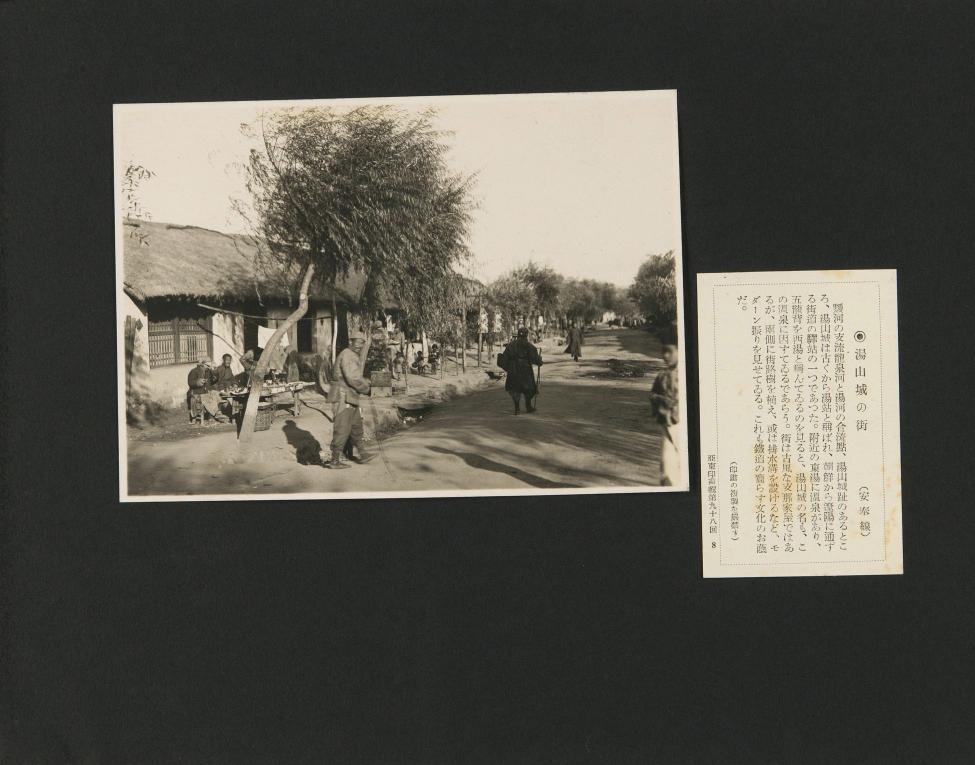 ◉湯山城の街 (安奉線)
靉河の支流龍泉河と湯河の合流點、湯山城趾のあるとこ
ろ、湯山城は古くから湯站と稱ばれ、朝鮮から遼陽に通ず
る街道の驛站の一つであつた。附近の東湯に溫泉があり、
五龍背を西湯と稱んでゐるのを見ると、湯山城の名も、こ
の溫泉に因すてゐるであらう。街は古風な支那家屋ではあ
るが、兩側に街路樹を植え、或は排水溝を設けるなど、モ
ダーン振りを見せてゐる。これも鐵道の齎らす文化のお蔭
だ。
(印畫の複製を嚴禁す)
亞東印畫輯第九十八回 8